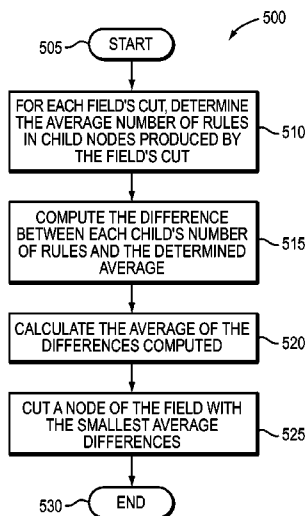 500
505
START
FOR EACH FIELD'S CUT, DETERMINE
THE AVERAGE NUMBER OF RULES
IN CHILD NODES PRODUCED BY
THE FIELD'S CUT
510
COMPUTE THE DIFFERENCE
BETWEEN EACH CHILD'S NUMBER
OF RULES AND THE DETERMINED
AVERAGE
515
CALCULATE THE AVERAGE OF THE
DIFFERENCES COMPUTED
520
CUT A NODE OF THE FIELD WITH
THE SMALLEST AVERAGE
DIFFERENCES
525
530
END